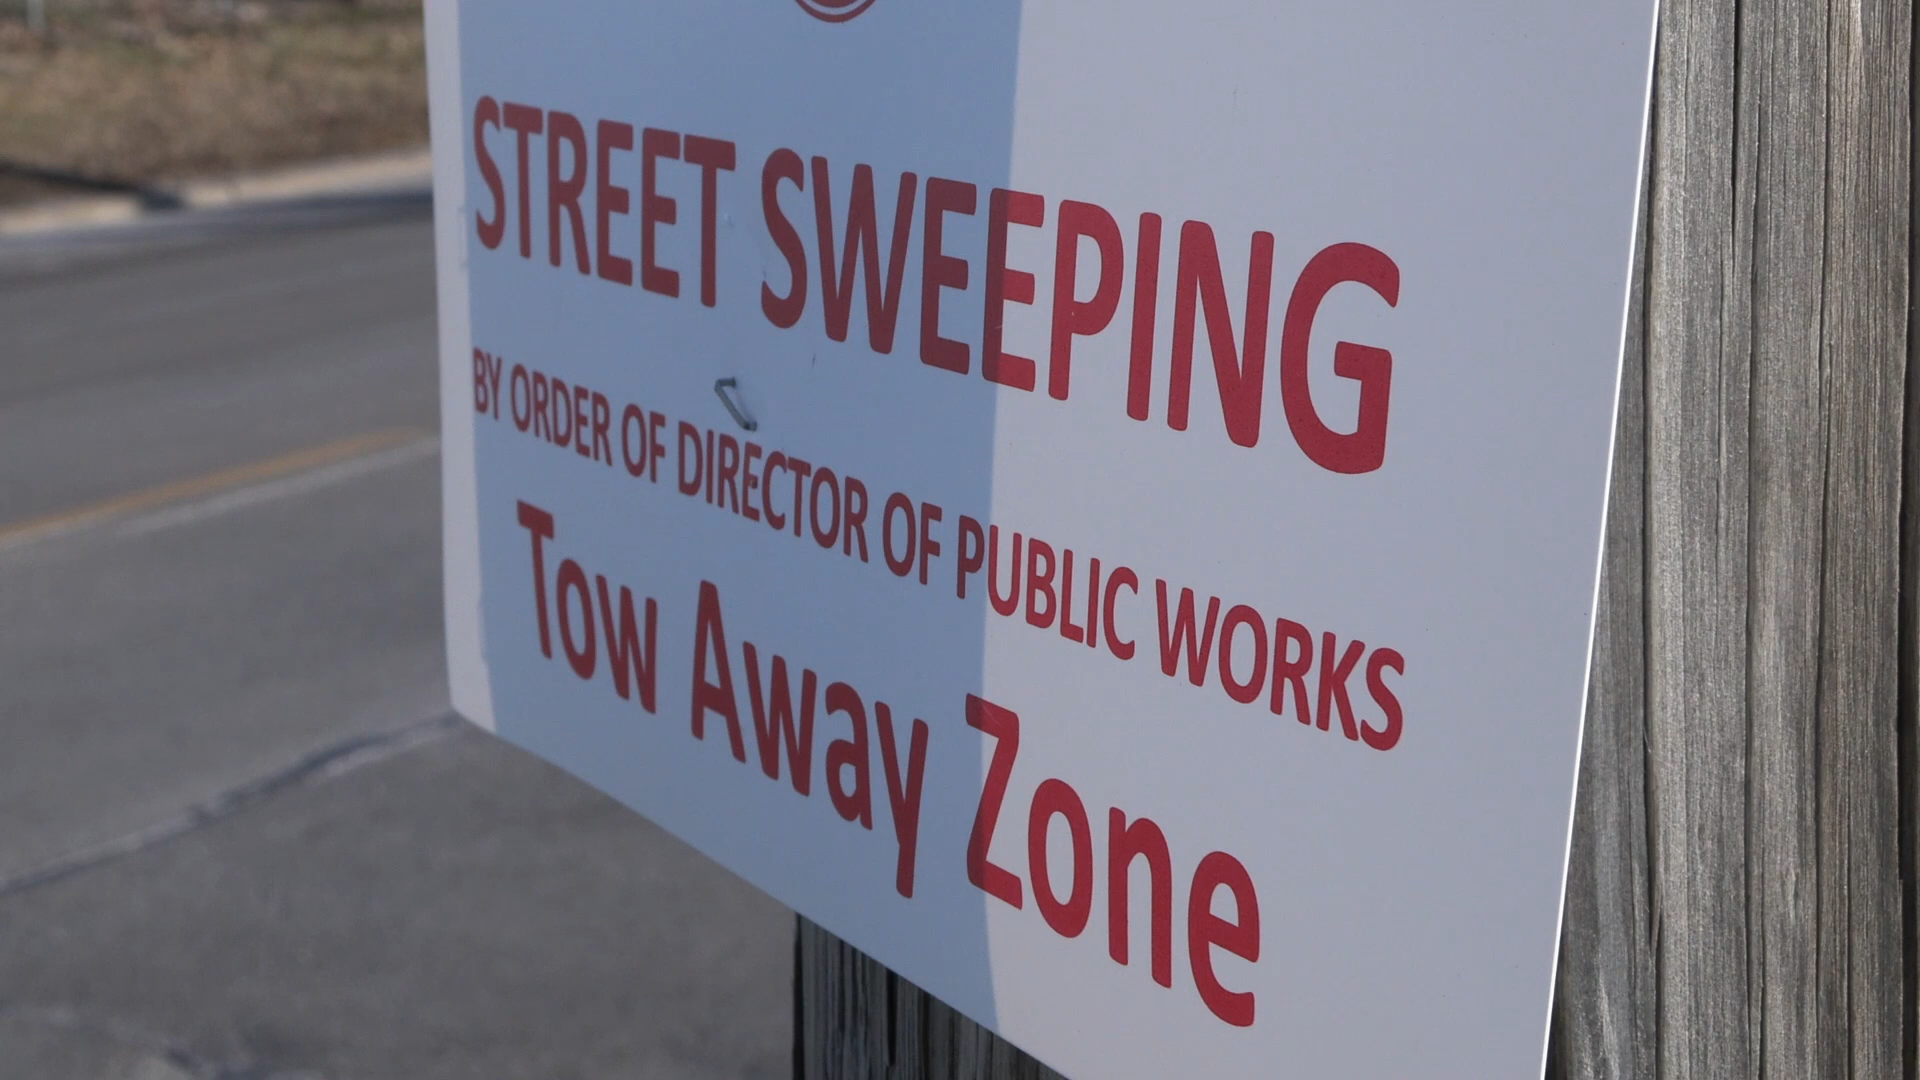 STREET SWEEPING
BY ORDER OF DIRECTOR OF PUBLIC WORKS
Tow Away Zone